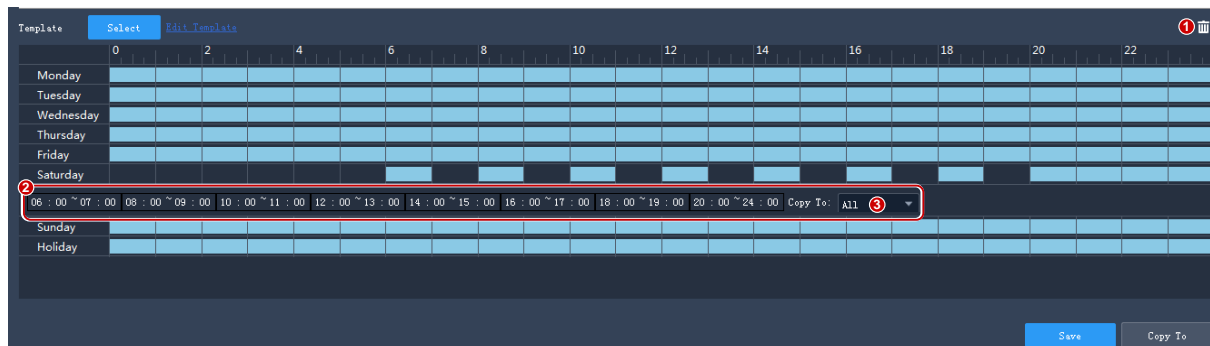 Template Select Edit Template 1
0 2 4 6 8 10 12 14 16 18 20 22
Monday
Tuesday
Wednesday
Thursday
Friday
Saturday
2
06 : 00 ~ 07 : 00 08 : 00 ~ 09 : 00 10 : 00 ~ 11 : 00 12 : 00 ~ 13 : 00 14 : 00 ~ 15 : 00 16 : 00 ~ 17 : 00 18 : 00 ~ 19 : 00 20 : 00 ~ 24 : 00 Copy To: All 3
Sunday
Holiday
Save Copy To